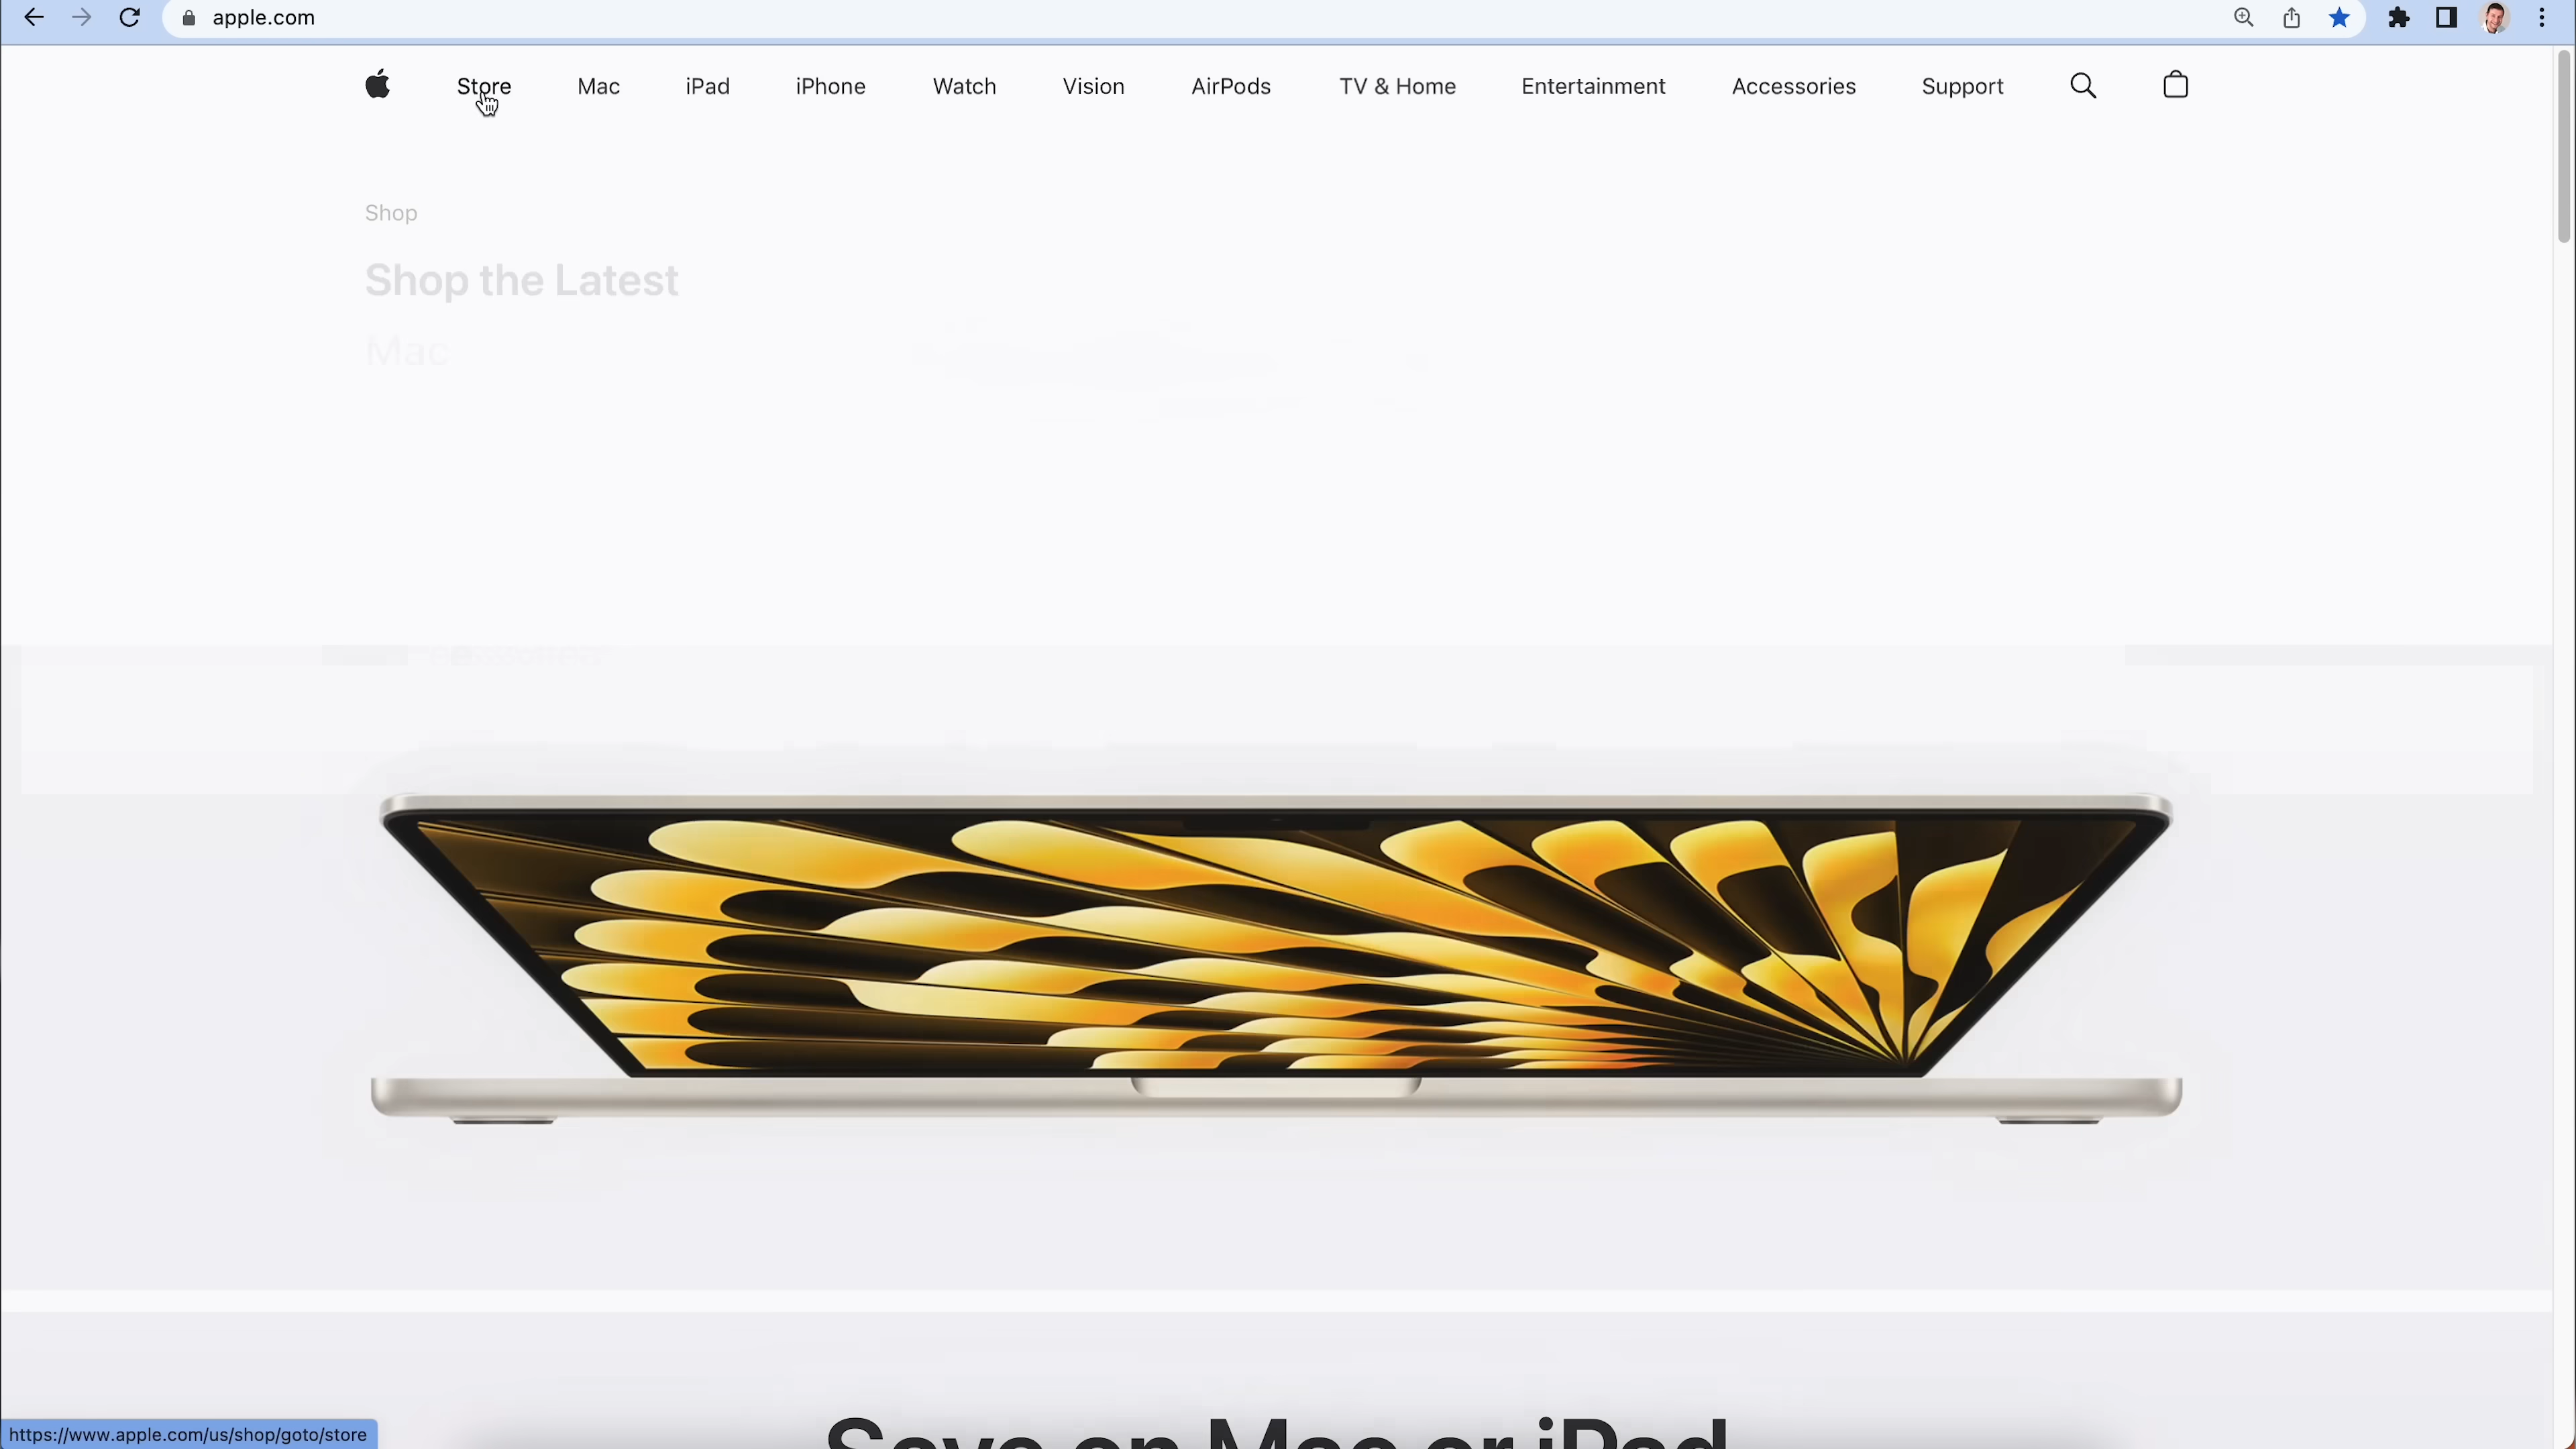 apple.com
Store Mac iPad iPhone Watch Vision AirPods TV & Home Entertainment Accessories Support
Shop
Shop the Latest
Mac
Save on Mac or iPad
https://www.apple.com/us/shop/goto/store